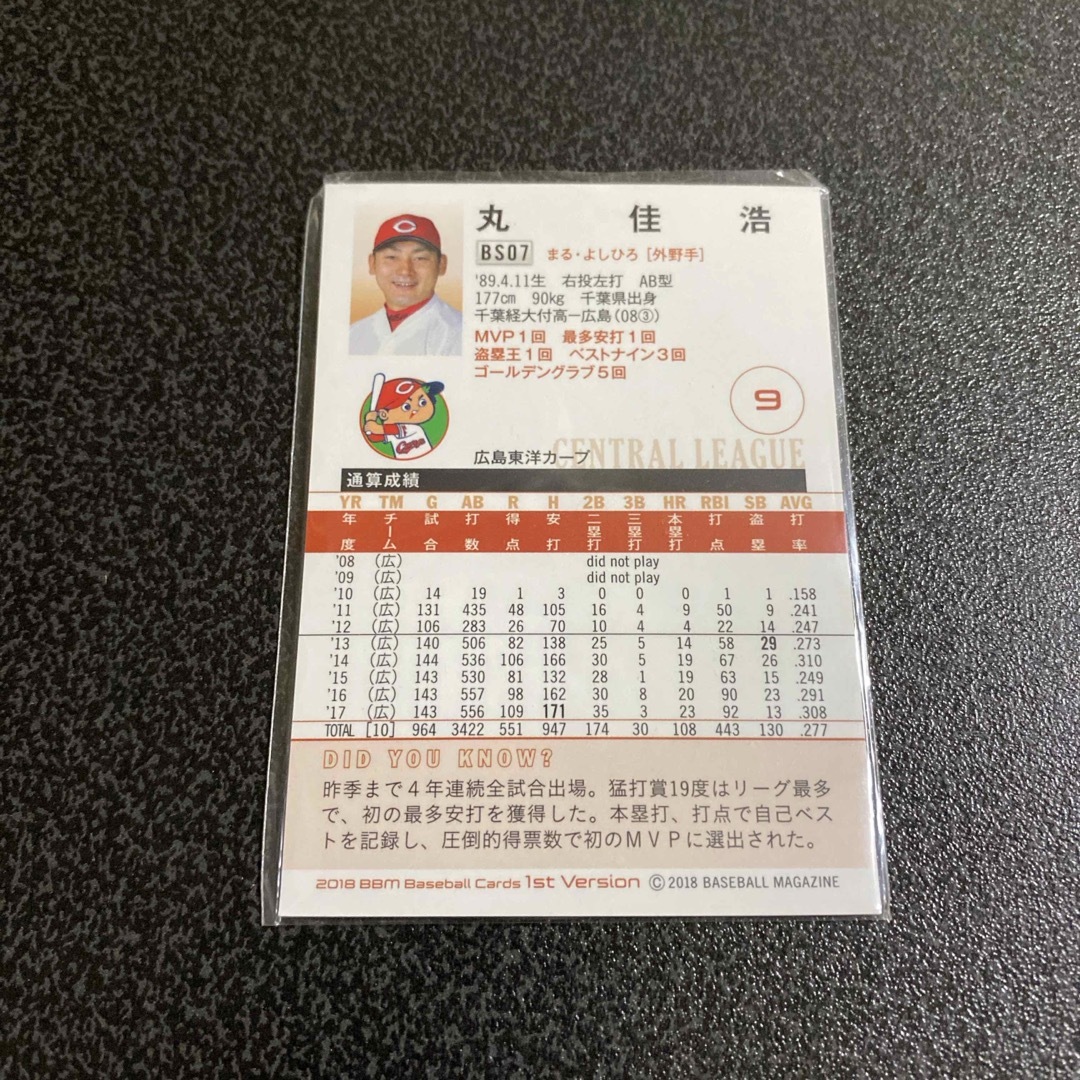 丸 佳 浩
BS07 まる・よしひろ [外野手]
'89.4.11生 右投左打 AB型
177cm 90kg 千葉県出身
千葉経大付高ー広島(08③)
MVP1回 最多安打1回
盗塁王1回 ベストナイン3回
ゴールデングラブ5回
9
CENTRAL LEAGUE
広島東洋カープ
通算成績
YR TM G AB R H 2B 3B HR RBI SB AVG
年度 チーム 試合 打数 得点 安打 二塁打 三塁打 本塁打 打点 盗塁 打率
'08 (広) did not play
'09 (広) did not play
'10 (広) 14 19 1 3 0 0 0 1 1 .158
'11 (広) 131 435 48 105 16 4 9 50 9 .241
'12 (広) 106 283 26 70 10 4 4 22 14 .247
'13 (広) 140 506 82 138 25 5 14 58 29 .273
'14 (広) 144 536 106 166 30 5 19 67 26 .310
'15 (広) 143 530 81 132 28 1 19 63 15 .249
'16 (広) 143 557 98 162 30 8 20 90 23 .291
'17 (広) 143 556 109 171 35 3 23 92 13 .308
TOTAL [10] 964 3422 551 947 174 30 108 443 130 .277
DID YOU KNOW?
昨季まで4年連続全試合出場。猛打賞19度はリーグ最多
で、初の最多安打を獲得した。本塁打、打点で自己ベス
トを記録し、圧倒的得票数で初のMVPに選出された。
2018 BBM Baseball Cards 1st Version © 2018 BASEBALL MAGAZINE